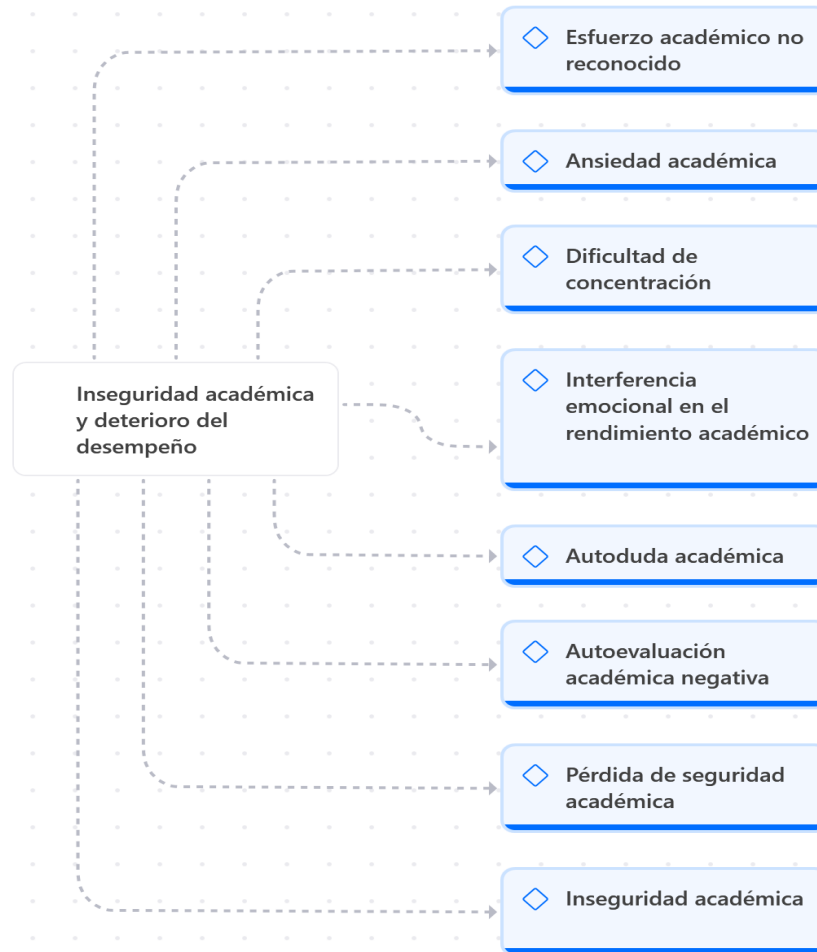 Esfuerzo académico no
reconocido
Ansiedad académica
Dificultad de
concentración
Inseguridad académica
y deterioro del
desempeño
Interferencia
emocional en el
rendimiento académico
Autoduda académica
Autoevaluación
académica negativa
Pérdida de seguridad
académica
Inseguridad académica